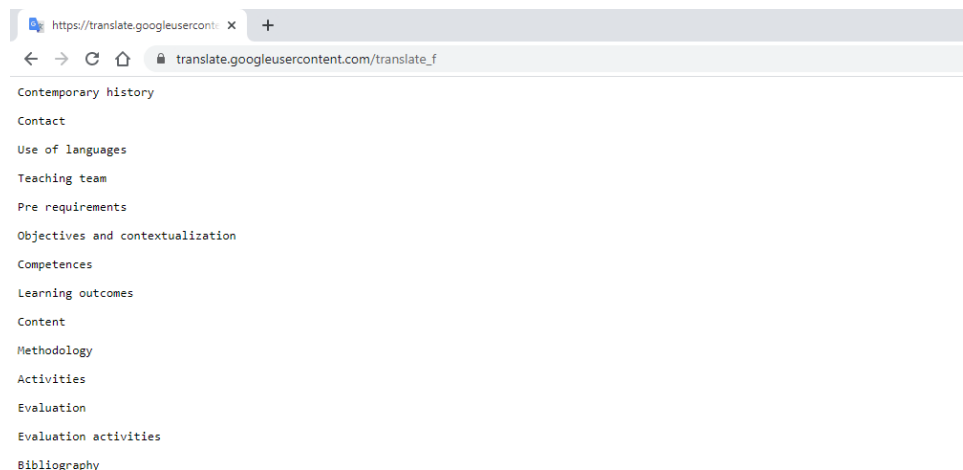 https://translate.googleuserconte
translate.googleusercontent.com/translate_f
Contemporary history
Contact
Use of languages
Teaching team
Pre requirements
Objectives and contextualization
Competences
Learning outcomes
Content
Methodology
Activities
Evaluation
Evaluation activities
Bibliography